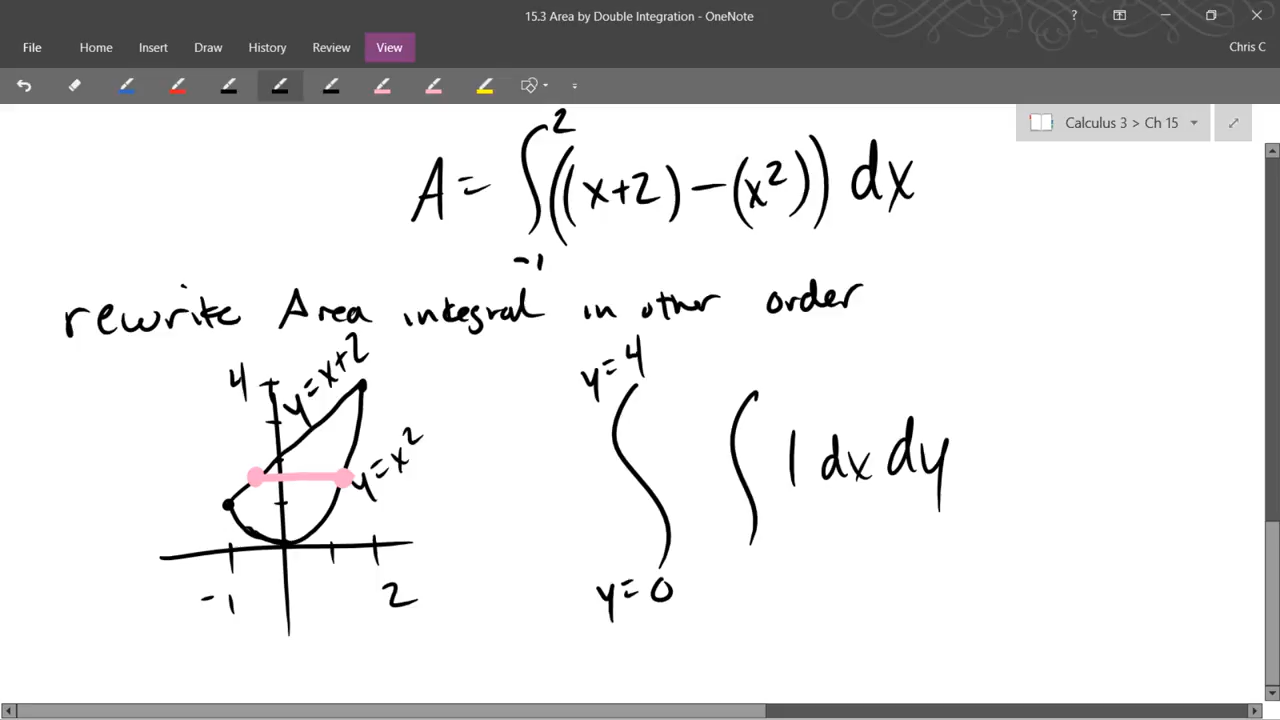 15.3 Area by Double Integration - OneNote
?
File Home Insert Draw History Review View
Chris C
Calculus 3 > Ch 15
A = ∫_{-1}^{2} ((x+2) - (x²)) dx
rewrite Area integral in other order
4
y=x+2
y=x²
-1
2
y=4
∫ ∫ 1 dx dy
y=0